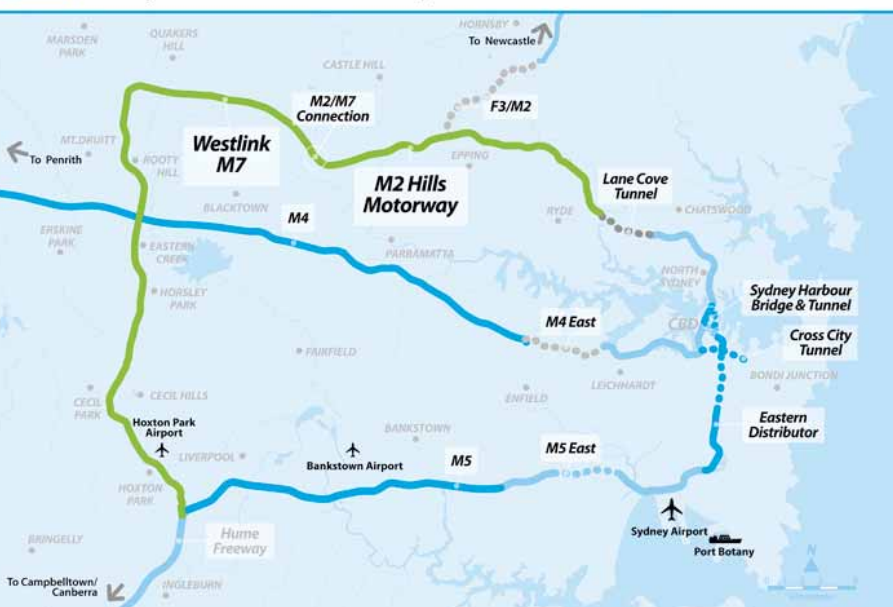 HORNSBY
To Newcastle
QUAKERS
HILL
MARSDEN
PARK
CASTLE HILL
M2/M7
Connection
F3/M2
MT.DRUITT
To Penrith
ROOTY
HILL
Westlink
M7
EPPING
M2 Hills
Motorway
Lane Cove
Tunnel
BLACKTOWN
M4
RYDE
CHATSWOOD
ERSKINE
PARK
EASTERN
CREEK
PARRAMATTA
NORTH
SYDNEY
HORSLEY
PARK
Sydney Harbour
Bridge & Tunnel
M4 East
CBD
Cross City
Tunnel
FAIRFIELD
LEICHHARDT
BONDI JUNCTION
CECIL
PARK
CECIL HILLS
ENFIELD
Hoxton Park
Airport
Eastern
Distributor
BANKSTOWN
LIVERPOOL
Bankstown Airport
M5
M5 East
HOXTON
PARK
Sydney Airport
Port Botany
BRINGELLY
Hume
Freeway
N
To Campbelltown/
Canberra
INGLEBURN